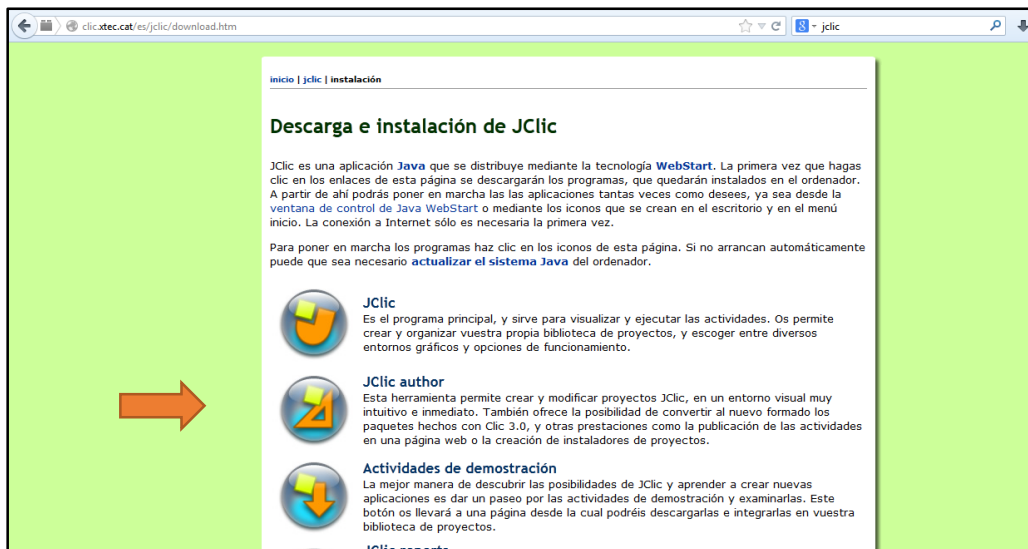 clic.xtec.cat/es/jclic/download.htm
8
jclic
inicio | jclic | instalación
Descarga e instalación de JClic
JClic es una aplicación Java que se distribuye mediante la tecnología WebStart. La primera vez que hagas
clic en los enlaces de esta página se descargarán los programas, que quedarán instalados en el ordenador.
A partir de ahí podrás poner en marcha las las aplicaciones tantas veces como desees, ya sea desde la
ventana de control de Java WebStart o mediante los iconos que se crean en el escritorio y en el menú
inicio. La conexión a Internet sólo es necesaria la primera vez.
Para poner en marcha los programas haz clic en los iconos de esta página. Si no arrancan automáticamente
puede que sea necesario actualizar el sistema Java del ordenador.
JClic
Es el programa principal, y sirve para visualizar y ejecutar las actividades. Os permite
crear y organizar vuestra propia biblioteca de proyectos, y escoger entre diversos
entornos gráficos y opciones de funcionamiento.
JClic author
Esta herramienta permite crear y modificar proyectos JClic, en un entorno visual muy
intuitivo e inmediato. También ofrece la posibilidad de convertir al nuevo formado los
paquetes hechos con Clic 3.0, y otras prestaciones como la publicación de las actividades
en una página web o la creación de instaladores de proyectos.
Actividades de demostración
La mejor manera de descubrir las posibilidades de JClic y aprender a crear nuevas
aplicaciones es dar un paseo por las actividades de demostración y examinarlas. Este
botón os llevará a una página desde la cual podréis descargarlas e integrarlas en vuestra
biblioteca de proyectos.
JClic reports